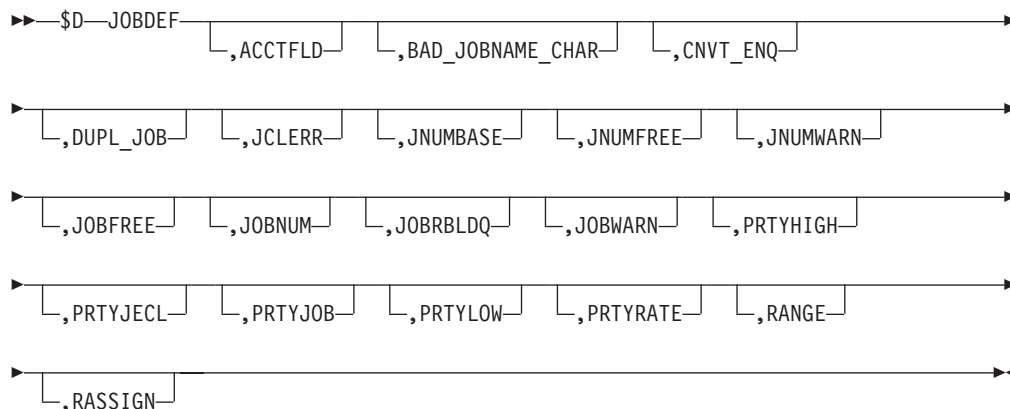 $D JOBDEF ,ACCTFLD ,BAD_JOBNAME_CHAR ,CNVT_ENQ
,DUPL_JOB ,JCLERR ,JNUMBASE ,JNUMFREE ,JNUMWARN
,JOBFREE ,JOBNUM ,JOBRBLDQ ,JOBWARN ,PRTYHIGH
,PRTYJECL ,PRTYJOB ,PRTYLOW ,PRTYRATE ,RANGE
,RASSIGN